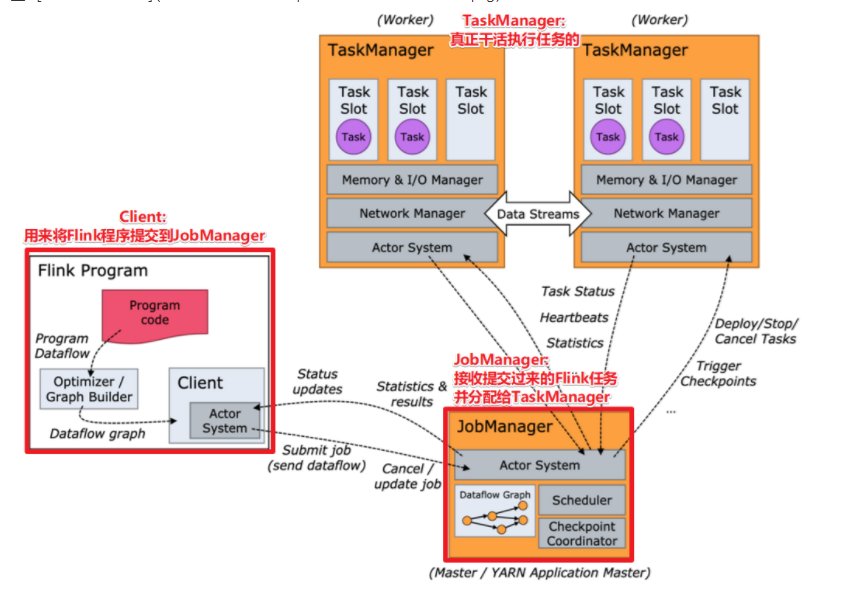 (Worker)
TaskManager:
真正干活执行任务的
(Worker)
TaskManager
TaskManager
Task
Slot
Task
Slot
Task
Slot
Task
Task
Task
Slot
Task
Slot
Task
Slot
Task
Task
Memory & I/O Manager
Memory & I/O Manager
Network Manager
Data Streams
Network Manager
Actor System
Actor System
Client:
用来将Flink程序提交到JobManager
Flink Program
Program
code
Program
Dataflow
Optimizer /
Graph Builder
Dataflow graph
Client
Actor
System
Status
updates
Statistics &
results
Submit job
(send dataflow)
Cancel /
update job
Task Status
Heartbeats
Statistics
Deploy/Stop/
Cancel Tasks
Trigger
Checkpoints
...
JobManager:
接收提交过来的Flink任务
并分配给TaskManager
JobManager
Actor System
Dataflow Graph
Scheduler
Checkpoint
Coordinator
(Master / YARN Application Master)